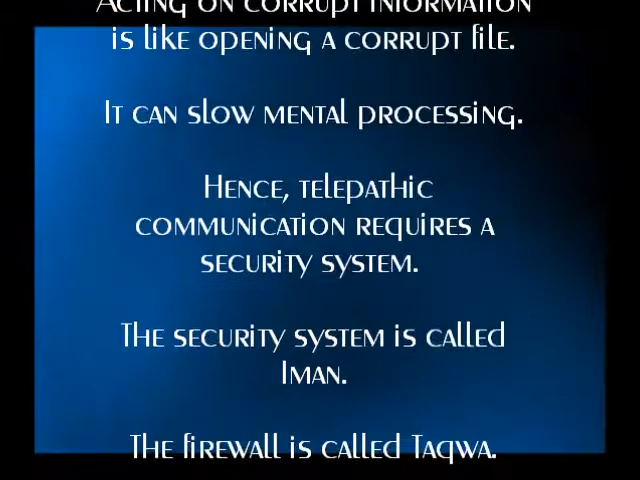 Acting on corrupt information
is like opening a corrupt file.
It can slow mental processing.
Hence, telepathic
communication requires a
security system.
The security system is called
Iman.
The firewall is called Taqwa.